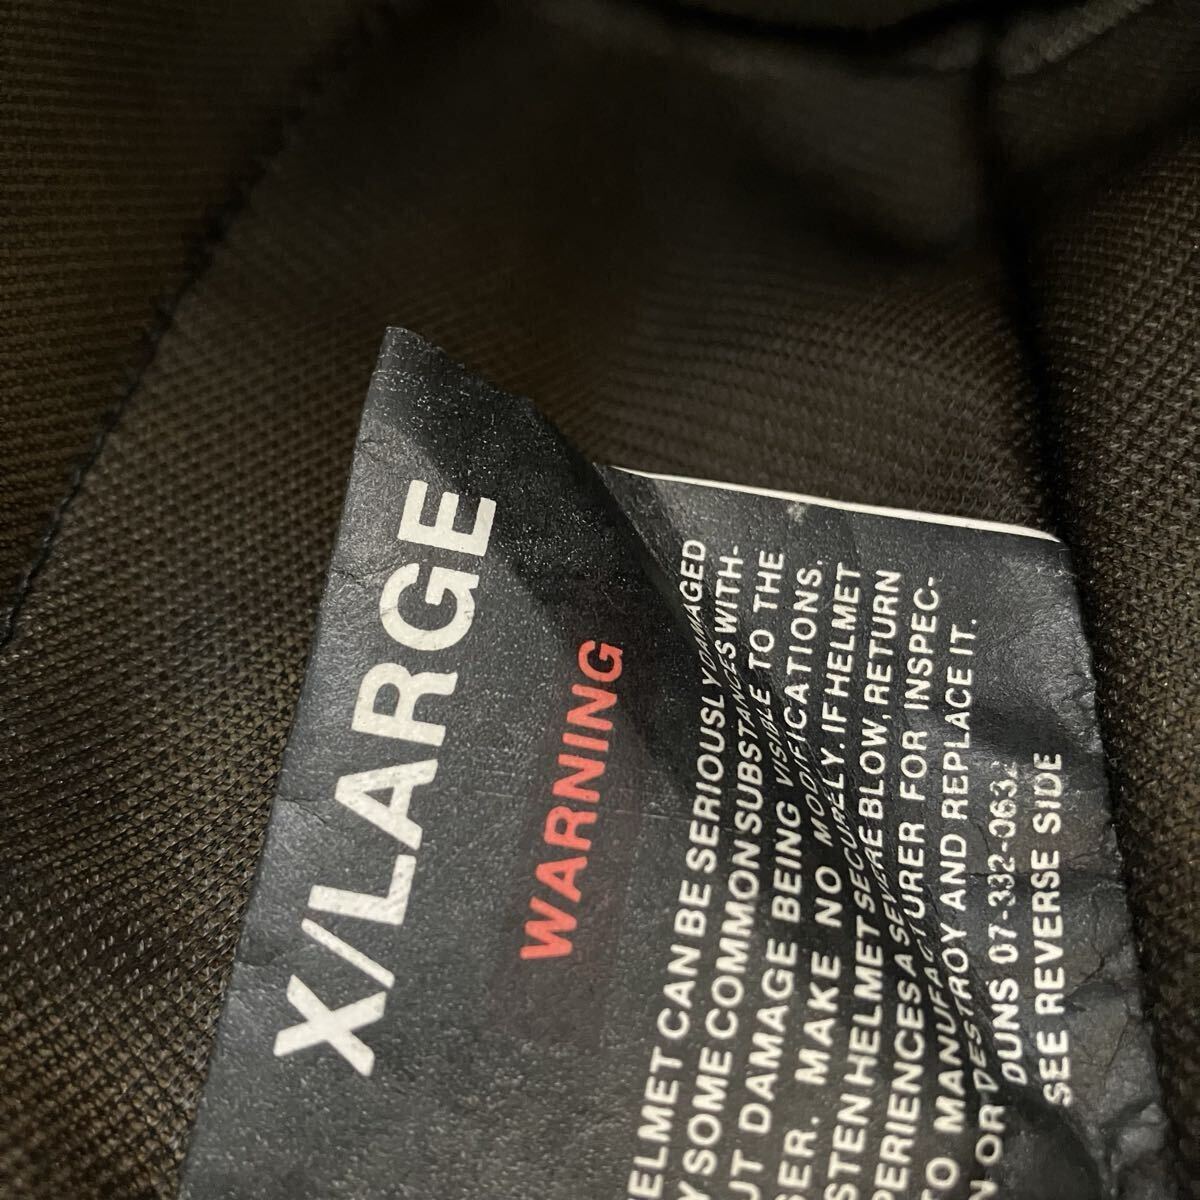 X/LARGE
WARNING
ELMET CAN BE SERIOUSLY DAMAGED
Y SOME COMMON SUBSTANCES WITH-
UT DAMAGE BEING VISIBLE TO THE
SER. MAKE NO MODIFICATIONS.
STEN HELMET SECURELY. IF HELMET
PERIENCES A SEVERE BLOW, RETURN
TO MANUFACTURER FOR INSPEC-
N OR DESTROY AND REPLACE IT.
DUNS 07-332-0632
SEE REVERSE SIDE